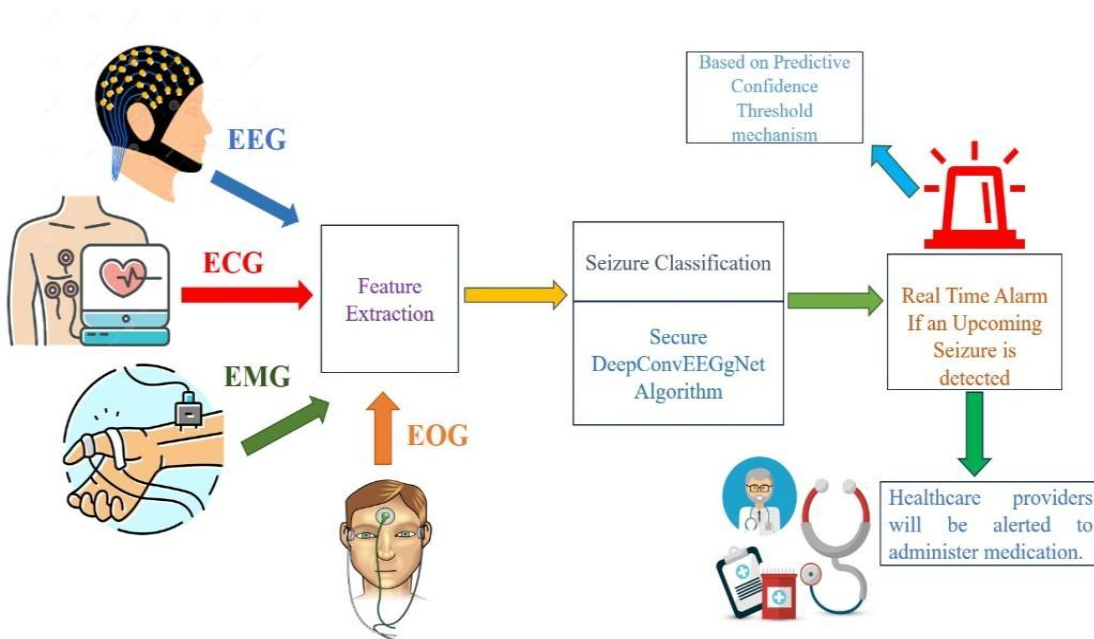 EEG
ECG
EMG
EOG
Feature
Extraction
Seizure Classification
Secure
DeepConvEEGgNet
Algorithm
Based on Predictive
Confidence
Threshold
mechanism
Real Time Alarm
If an Upcoming
Seizure is
detected
Healthcare providers
will be alerted to
administer medication.